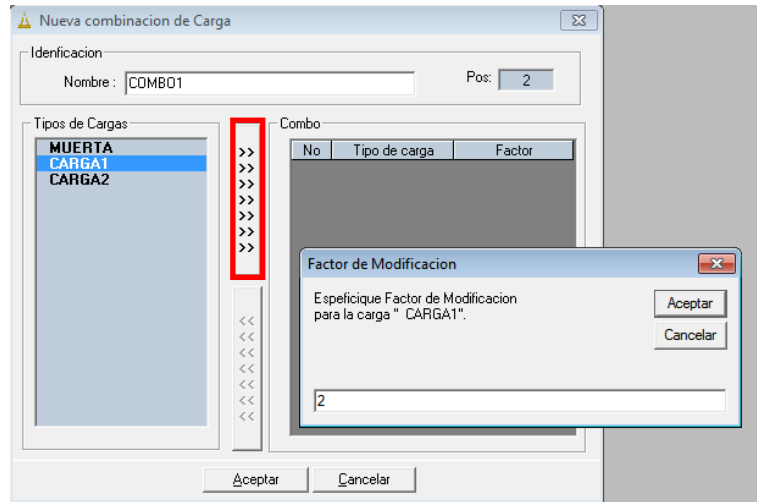 Nueva combinacion de Carga
Idenficacion
Nombre : COMBO1
Pos: 2
Tipos de Cargas
MUERTA
CARGA1
CARGA2
>>
>>
>>
>>
>>
>>
>>
<<
<<
<<
<<
<<
<<
<<
Combo
No Tipo de carga Factor
Factor de Modificacion
Espeficique Factor de Modificacion
para la carga " CARGA1".
Aceptar
Cancelar
2
Aceptar Cancelar